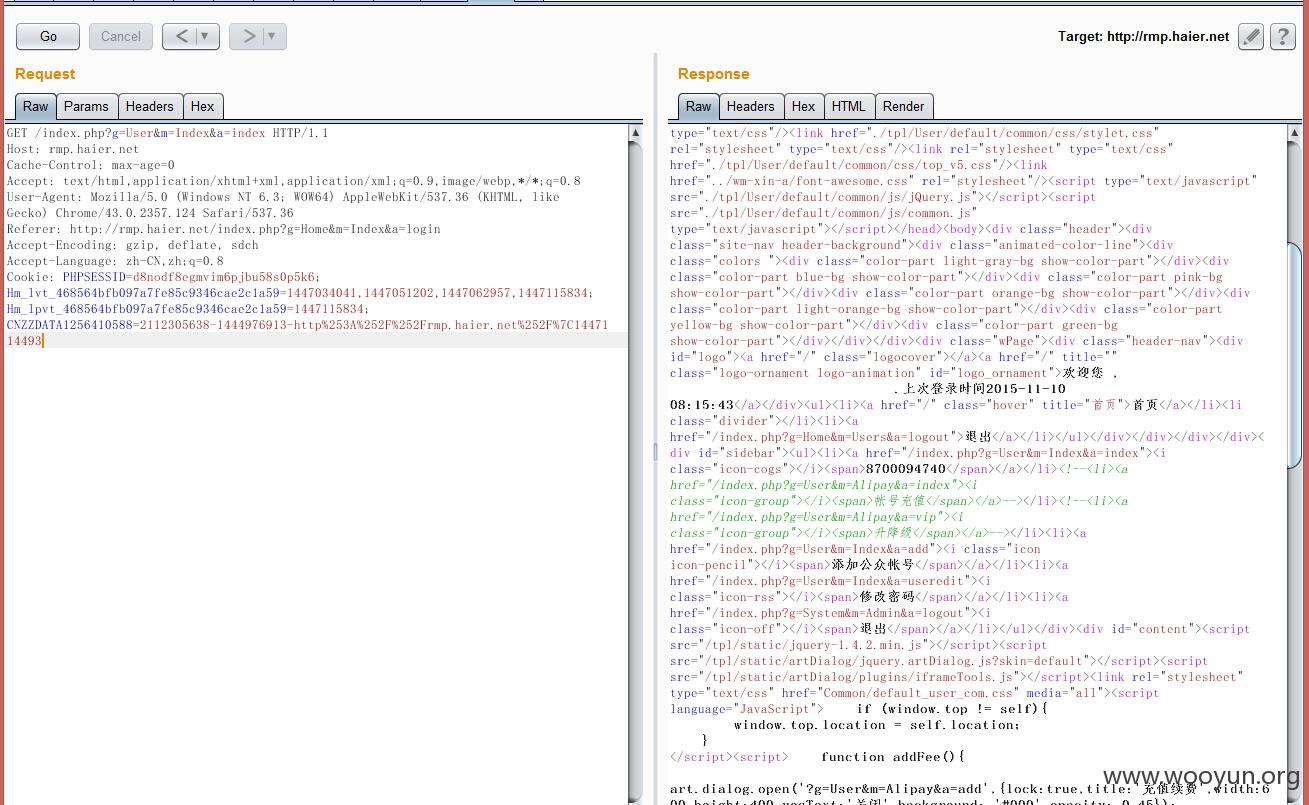 Go
Cancel
<
>
Target: http://rmp.haier.net
?
Request
Raw
Params
Headers
Hex
GET /index.php?g=User&m=Index&a=index HTTP/1.1
Host: rmp.haier.net
Cache-Control: max-age=0
Accept: text/html,application/xhtml+xml,application/xml;q=0.9,image/webp,*/*;q=0.8
User-Agent: Mozilla/5.0 (Windows NT 6.3; WOW64) AppleWebKit/537.36 (KHTML, like
Gecko) Chrome/43.0.2357.124 Safari/537.36
Referer: http://rmp.haier.net/index.php?g=Home&m=Index&a=login
Accept-Encoding: gzip, deflate, sdch
Accept-Language: zh-CN,zh;q=0.8
Cookie: PHPSESSID=d8nodf8egmvim6pjbu58s0p5k6;
Hm_lvt_468564bfb097a7fe85c9346cae2c1a59=1447034041,1447051202,1447062957,1447115834;
Hm_lpvt_468564bfb097a7fe85c9346cae2c1a59=1447115834;
CNZZDATA1256410588=2112305638-1444976913-http%253A%252F%252Frmp.haier.net%252F%7C14471
14493
Response
Raw
Headers
Hex
HTML
Render
type="text/css"/><link href="./tpl/User/default/common/css/stylet.css"
rel="stylesheet" type="text/css"/><link rel="stylesheet" type="text/css"
href="./tpl/User/default/common/css/top_v5.css"/><link
href="../wm-xin-a/font-awesome.css" rel="stylesheet"/><script type="text/javascript"
src="./tpl/User/default/common/js/jQuery.js"></script><script
src="./tpl/User/default/common/js/common.js"
type="text/javascript"></script></head><body><div class="header"><div
class="site-nav header-background"><div class="animated-color-line"><div
class="colors "><div class="color-part light-gray-bg show-color-part"></div><div
class="color-part blue-bg show-color-part"></div><div class="color-part pink-bg
show-color-part"></div><div class="color-part orange-bg show-color-part"></div><div
class="color-part light-orange-bg show-color-part"></div><div class="color-part
yellow-bg show-color-part"></div><div class="color-part green-bg
show-color-part"></div></div></div><div class="wPage"><div class="header-nav"><div
id="logo"><a href="/" class="logocover"></a><a href="/" title=""
class="logo-ornament logo-animation" id="logo_ornament">欢迎您 ,
.上次登录时间2015-11-10
08:15:43</a></div><ul><li><a href="/" class="hover" title="首页">首页</a></li><li
class="divider"></li><li><a
href="/index.php?g=Home&m=Users&a=logout">退出</a></li></ul></div></div></div></div><
div id="sidebar"><ul><li><a href="/index.php?g=User&m=Index&a=index"><i
class="icon-cogs"></i><span>8700094740</span></a></li><!--<li><a
href="/index.php?g=User&m=Alipay&a=index"><i
class="icon-group"></i><span>帐号充值</span></a>--></li><!--<li><a
href="/index.php?g=User&m=Alipay&a=vip"><i
class="icon-group"></i><span>升降级</span></a>--></li><li><a
href="/index.php?g=User&m=Index&a=add"><i class="icon
icon-pencil"></i><span>添加公众帐号</span></a></li><li><a
href="/index.php?g=User&m=Index&a=useredit"><i
class="icon-rss"></i><span>修改密码</span></a></li><li><a
href="/index.php?g=System&m=Admin&a=logout"><i
class="icon-off"></i><span>退出</span></a></li></ul></div><div id="content"><script
src="/tpl/static/jquery-1.4.2.min.js"></script><script
src="/tpl/static/artDialog/jquery.artDialog.js?skin=default"></script><script
src="/tpl/static/artDialog/plugins/iframeTools.js"></script><link rel="stylesheet"
type="text/css" href="Common/default_user_com.css" media="all"><script
language="JavaScript"> if (window.top != self){
window.top.location = self.location;
}
</script><script> function addFee(){
art.dialog.open('?g=User&m=Alipay&a=add',{lock:true,title:'充值续费',width:6
00,height:400,yesText:'关闭',background: '#000',opacity: 0.45});
www.wooyun.org